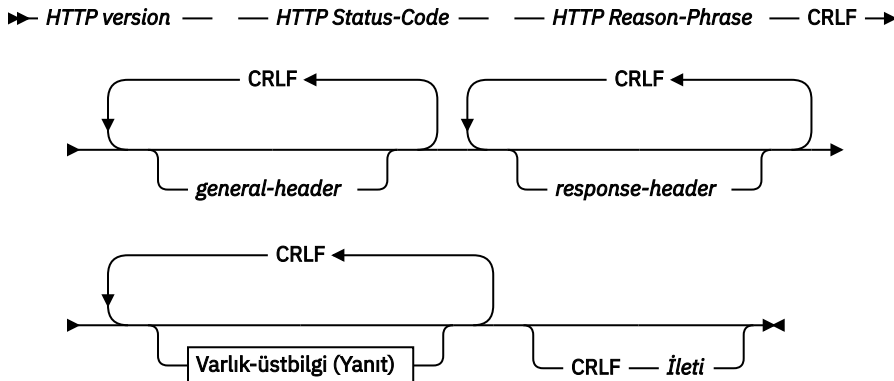 HTTP version HTTP Status-Code HTTP Reason-Phrase CRLF
CRLF CRLF
general-header response-header
CRLF
Varlık-üstbilgi (Yanıt) CRLF İleti